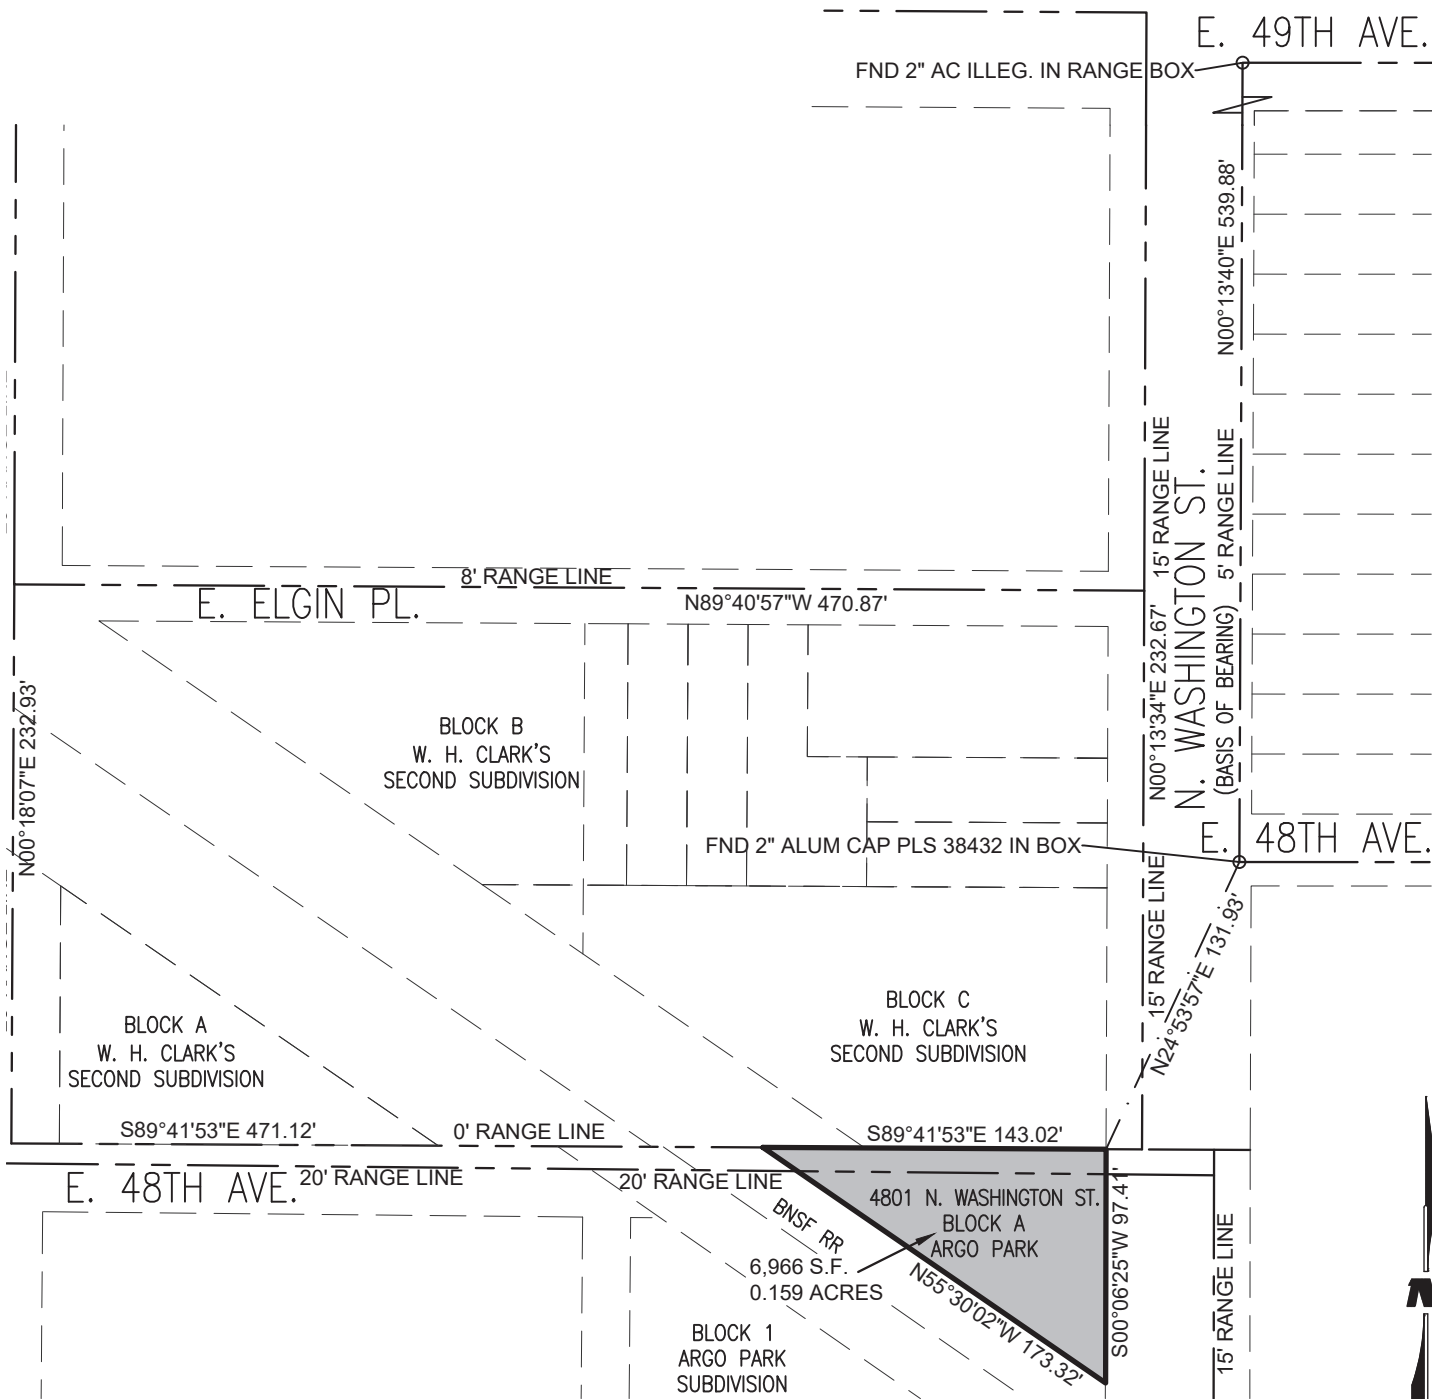 E. 49TH AVE.
FND 2" AC ILLEG. IN RANGE BOX
N00°13'40"E 539.88'
15' RANGE LINE
5' RANGE LINE
N. WASHINGTON ST.
(BASIS OF BEARING)
N00°13'34"E 232.67'
8' RANGE LINE
E. ELGIN PL.
N89°40'57"W 470.87'
N00°18'07"E 232.93'
BLOCK B
W. H. CLARK'S
SECOND SUBDIVISION
FND 2" ALUM CAP PLS 38432 IN BOX
E. 48TH AVE.
15' RANGE LINE
N24°53'57"E 131.93'
BLOCK C
W. H. CLARK'S
SECOND SUBDIVISION
BLOCK A
W. H. CLARK'S
SECOND SUBDIVISION
S89°41'53"E 471.12'
0' RANGE LINE
S89°41'53"E 143.02'
E. 48TH AVE.
20' RANGE LINE
20' RANGE LINE
4801 N. WASHINGTON ST.
BLOCK A
ARGO PARK
BNSF RR
6,966 S.F.
0.159 ACRES
N55°30'02"W 173.32'
S00°06'25"W 97.41'
15' RANGE LINE
BLOCK 1
ARGO PARK
SUBDIVISION